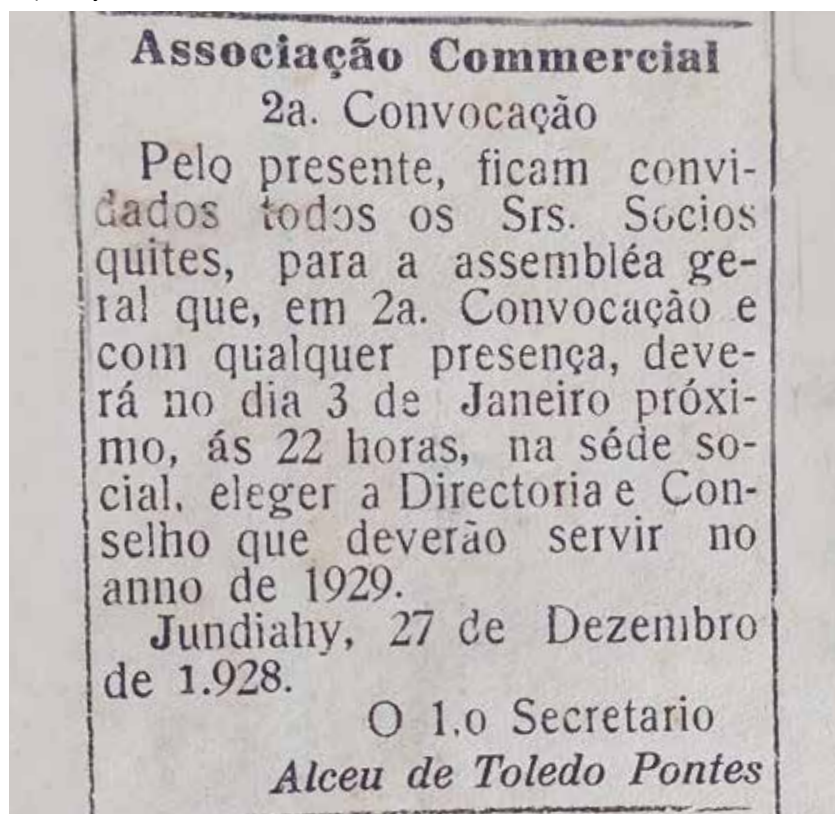 Associação Commercial
2a. Convocação
Pelo presente, ficam convi-
dados todos os Srs. Socios
quites, para a assembléa ge-
ral que, em 2a. Convocação e
com qualquer presença, deve-
rá no dia 3 de Janeiro próxi-
mo, ás 22 horas, na séde so-
cial, eleger a Directoria e Con-
selho que deverão servir no
anno de 1929.
Jundiahy, 27 de Dezembro
de 1.928.
O 1.o Secretario
Alceu de Toledo Pontes